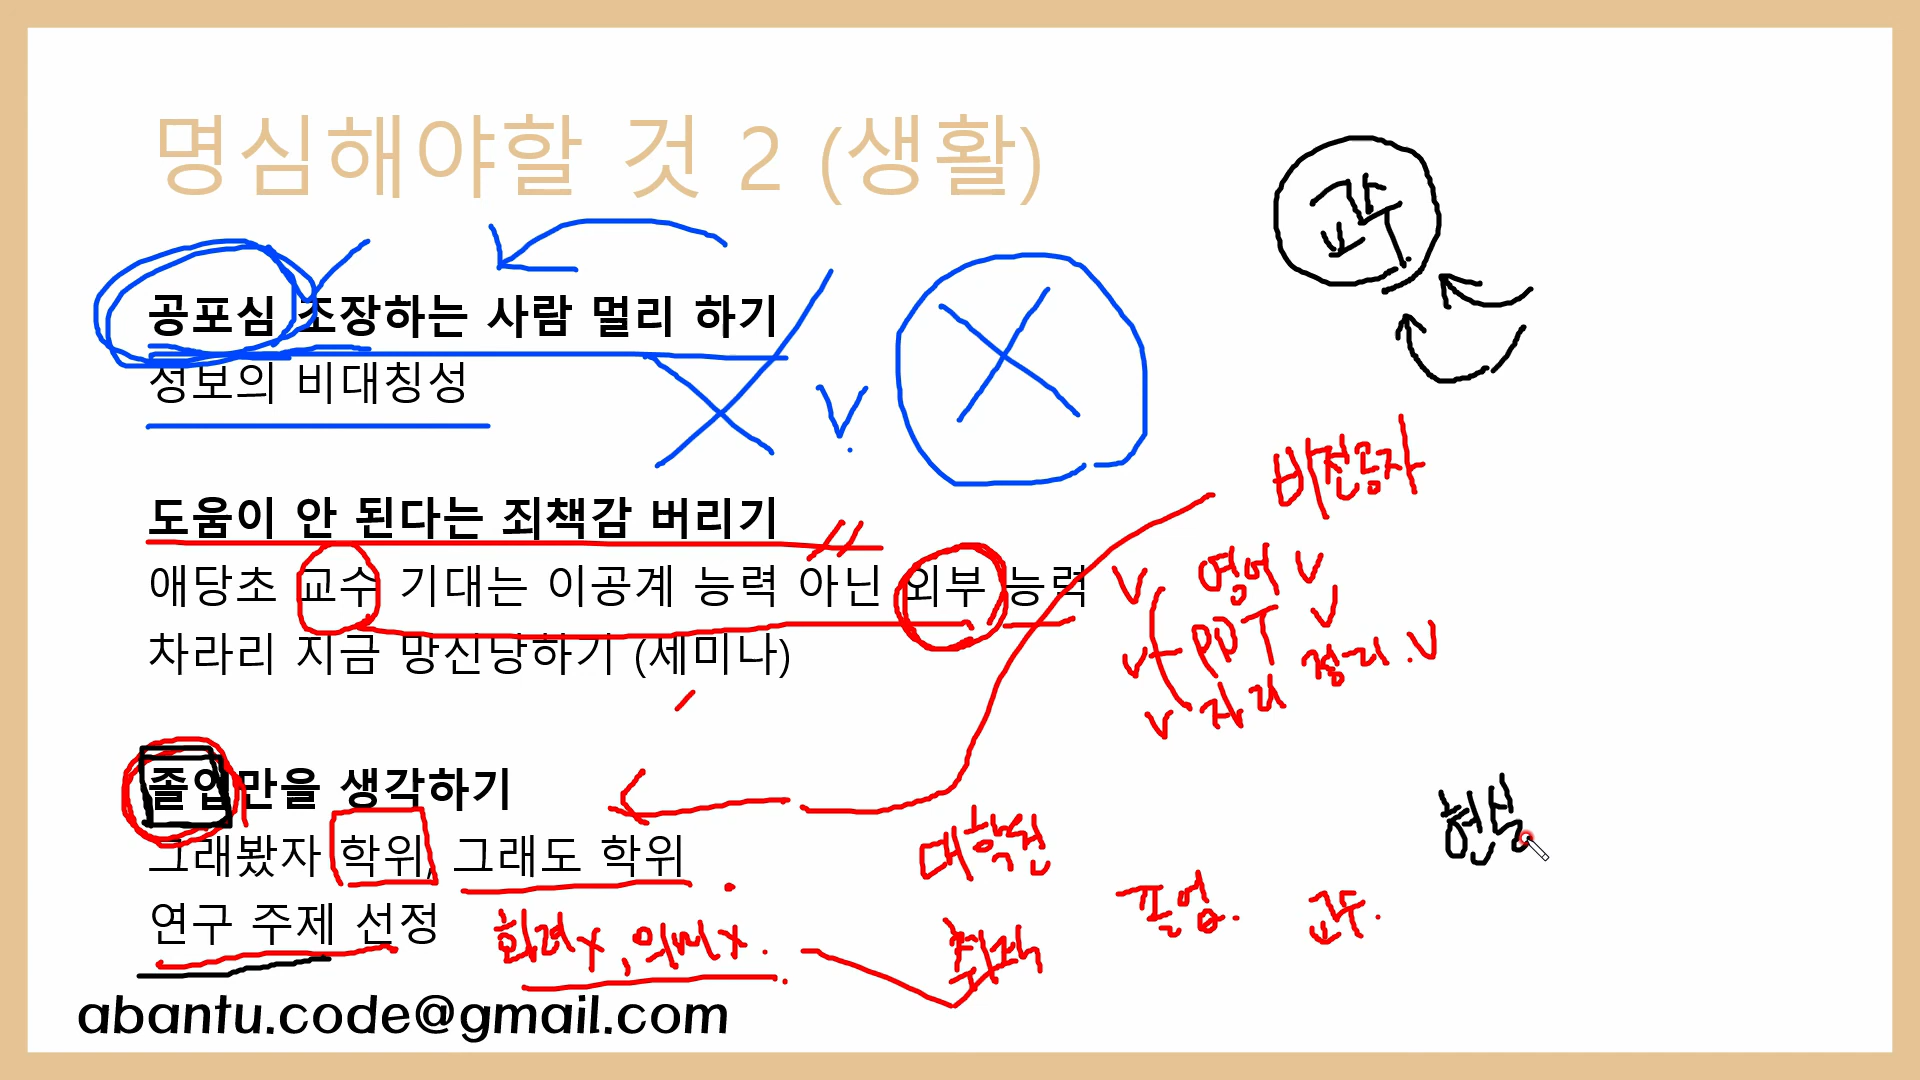 명심해야할 것 2 (생활)
교수
공포심 조장하는 사람 멀리 하기
정보의 비대칭성
비전공자
도움이 안 된다는 죄책감 버리기
애당초 교수 기대는 이공계 능력 아닌 외부 능력
영어
PPT
차라리 지금 망신당하기 (세미나)
자리 정리
졸업만을 생각하기
현실
그래봤자 학위, 그래도 학위
대학원
졸업. 교수.
연구 주제 선정
화려x, 의미x.
abantu.code@gmail.com